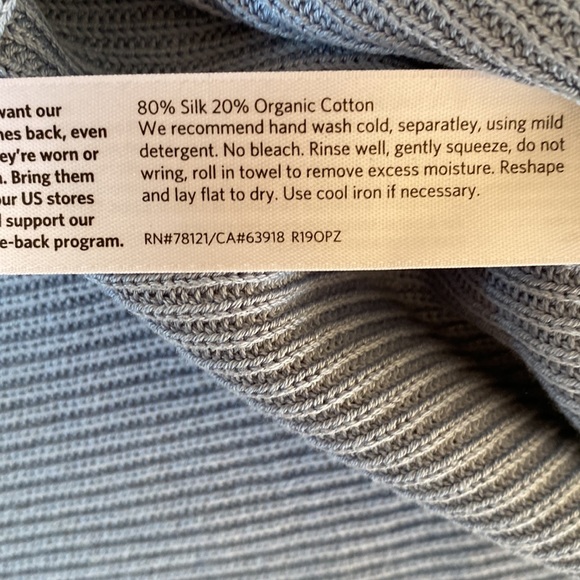 want our
nes back, even
ey're worn or
. Bring them
ur US stores
support our
e-back program.
80% Silk 20% Organic Cotton
We recommend hand wash cold, separatley, using mild
detergent. No bleach. Rinse well, gently squeeze, do not
wring, roll in towel to remove excess moisture. Reshape
and lay flat to dry. Use cool iron if necessary.
RN#78121/CA#63918 R19OPZ